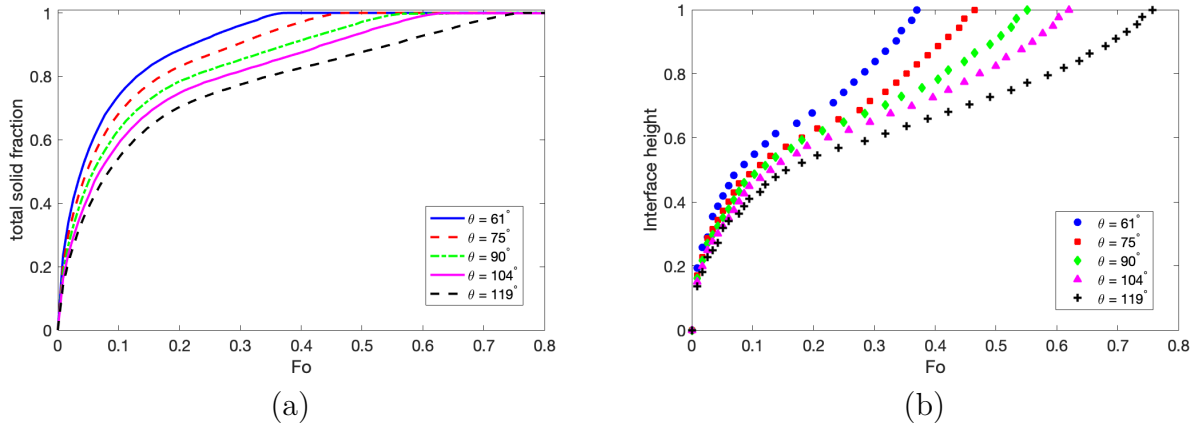 total solid fraction
1
0.8
0.6
0.4
0.2
0
0 0.1 0.2 0.3 0.4 0.5 0.6 0.7 0.8
Fo
θ = 61°
θ = 75°
θ = 90°
θ = 104°
θ = 119°
(a)
Interface height
1
0.8
0.6
0.4
0.2
0
0 0.1 0.2 0.3 0.4 0.5 0.6 0.7 0.8
Fo
θ = 61°
θ = 75°
θ = 90°
θ = 104°
θ = 119°
(b)